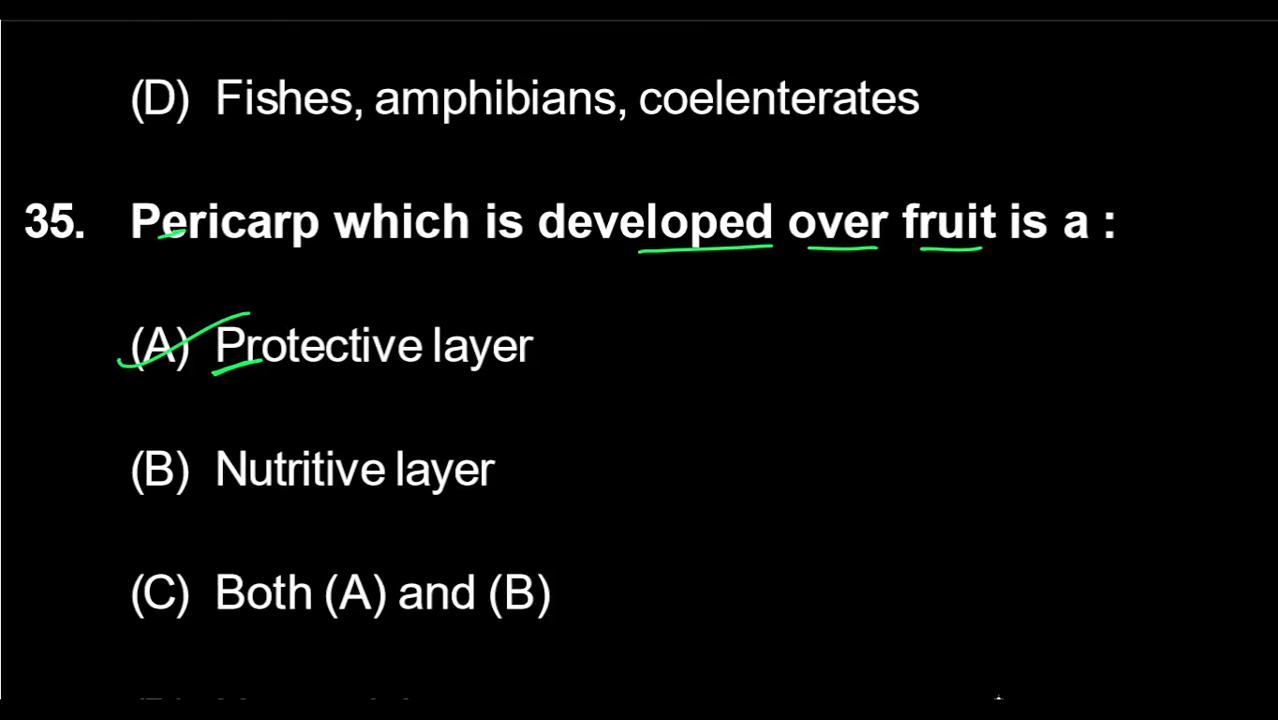 (D) Fishes, amphibians, coelenterates
35. Pericarp which is developed over fruit is a :
(A) Protective layer
(B) Nutritive layer
(C) Both (A) and (B)